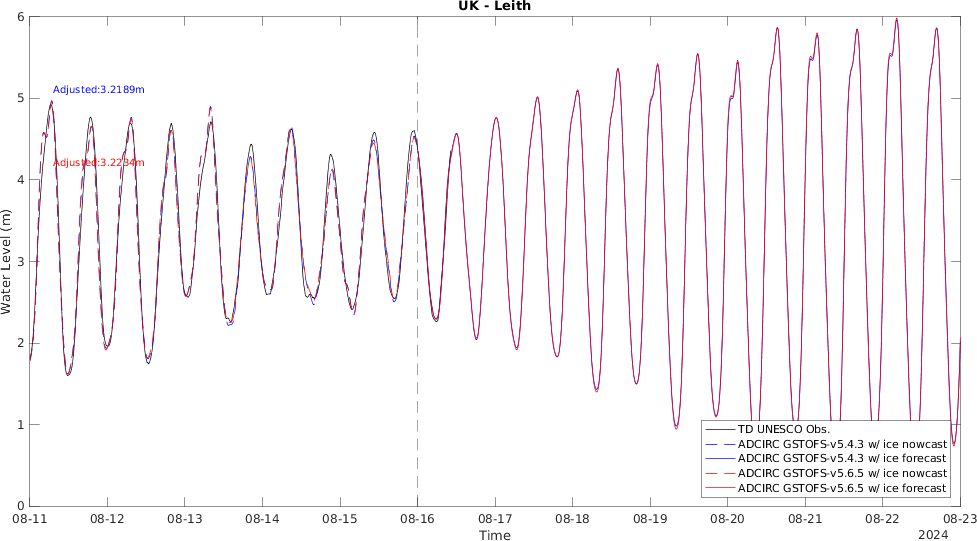 UK - Leith
6
5
4
3
2
1
0
Water Level (m)
Adjusted:3.2189m
Adjusted:3.2234m
TD UNESCO Obs.
ADCIRC GSTOFS-v5.4.3 w/ ice nowcast
ADCIRC GSTOFS-v5.4.3 w/ ice forecast
ADCIRC GSTOFS-v5.6.5 w/ ice nowcast
ADCIRC GSTOFS-v5.6.5 w/ ice forecast
08-11 08-12 08-13 08-14 08-15 08-16 08-17 08-18 08-19 08-20 08-21 08-22 08-23
Time
2024